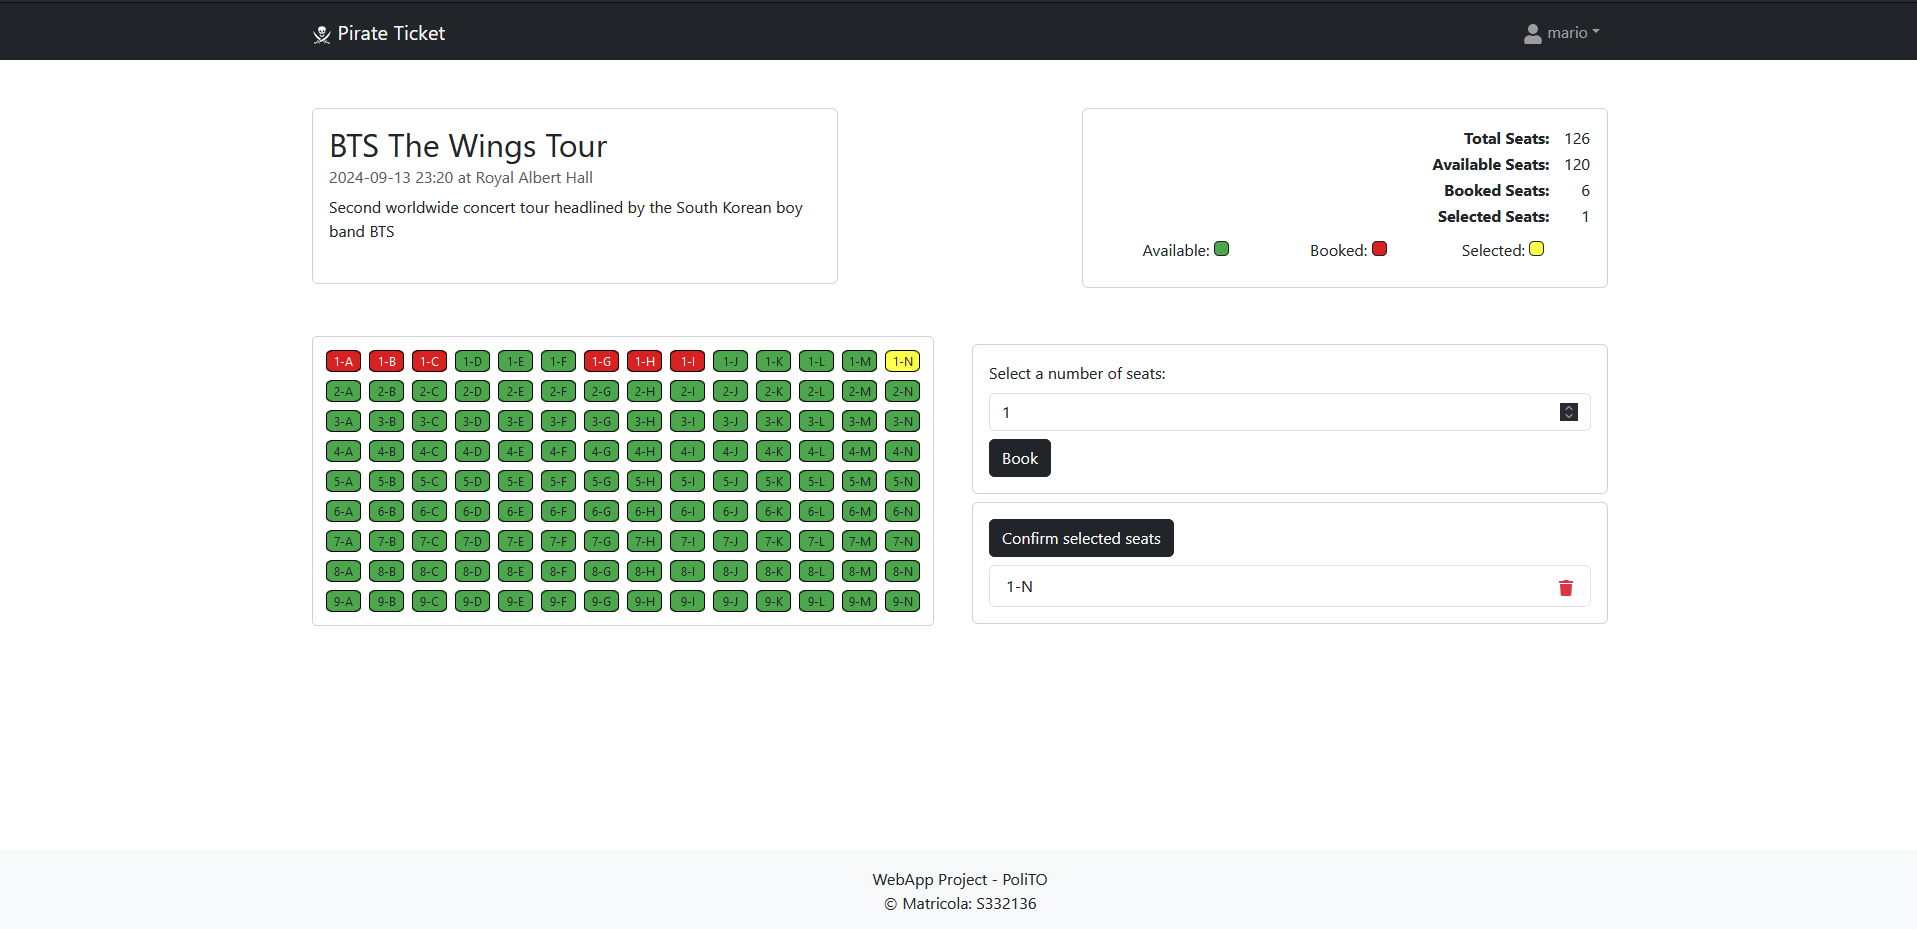 Pirate Ticket
mario
BTS The Wings Tour
2024-09-13 23:20 at Royal Albert Hall
Second worldwide concert tour headlined by the South Korean boy
band BTS
Total Seats: 126
Available Seats: 120
Booked Seats: 6
Selected Seats: 1
Available: Booked: Selected:
1-A 1-B 1-C 1-D 1-E 1-F 1-G 1-H 1-I 1-J 1-K 1-L 1-M 1-N
2-A 2-B 2-C 2-D 2-E 2-F 2-G 2-H 2-I 2-J 2-K 2-L 2-M 2-N
3-A 3-B 3-C 3-D 3-E 3-F 3-G 3-H 3-I 3-J 3-K 3-L 3-M 3-N
4-A 4-B 4-C 4-D 4-E 4-F 4-G 4-H 4-I 4-J 4-K 4-L 4-M 4-N
5-A 5-B 5-C 5-D 5-E 5-F 5-G 5-H 5-I 5-J 5-K 5-L 5-M 5-N
6-A 6-B 6-C 6-D 6-E 6-F 6-G 6-H 6-I 6-J 6-K 6-L 6-M 6-N
7-A 7-B 7-C 7-D 7-E 7-F 7-G 7-H 7-I 7-J 7-K 7-L 7-M 7-N
8-A 8-B 8-C 8-D 8-E 8-F 8-G 8-H 8-I 8-J 8-K 8-L 8-M 8-N
9-A 9-B 9-C 9-D 9-E 9-F 9-G 9-H 9-I 9-J 9-K 9-L 9-M 9-N
Select a number of seats:
1
Book
Confirm selected seats
1-N
WebApp Project - PoliTO
© Matricola: S332136